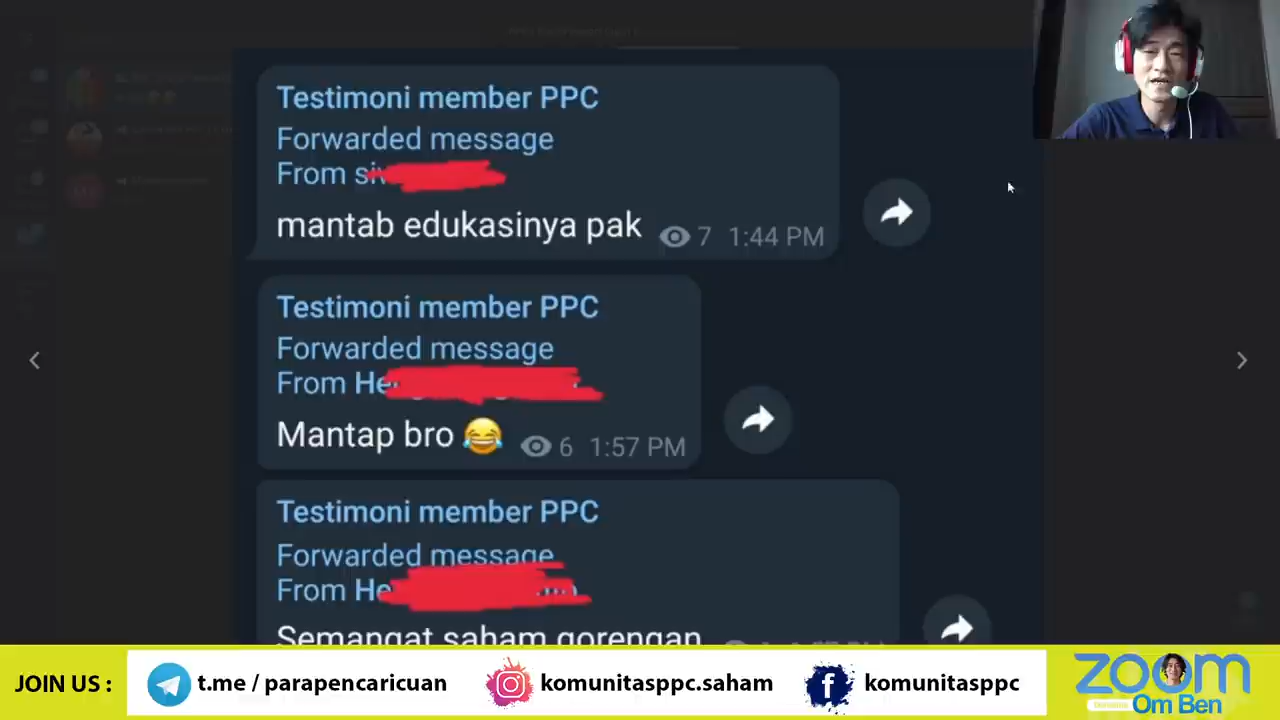 Testimoni member PPC
Forwarded message
From si
mantab edukasinya pak 7 1:44 PM
Testimoni member PPC
Forwarded message
From He
Mantap bro 😂 6 1:57 PM
Testimoni member PPC
Forwarded message
From He
Semangat saham gorengan
JOIN US : t.me / parapencaricuan komunitasppc.saham komunitasppc
zoom
Bersama Om Ben